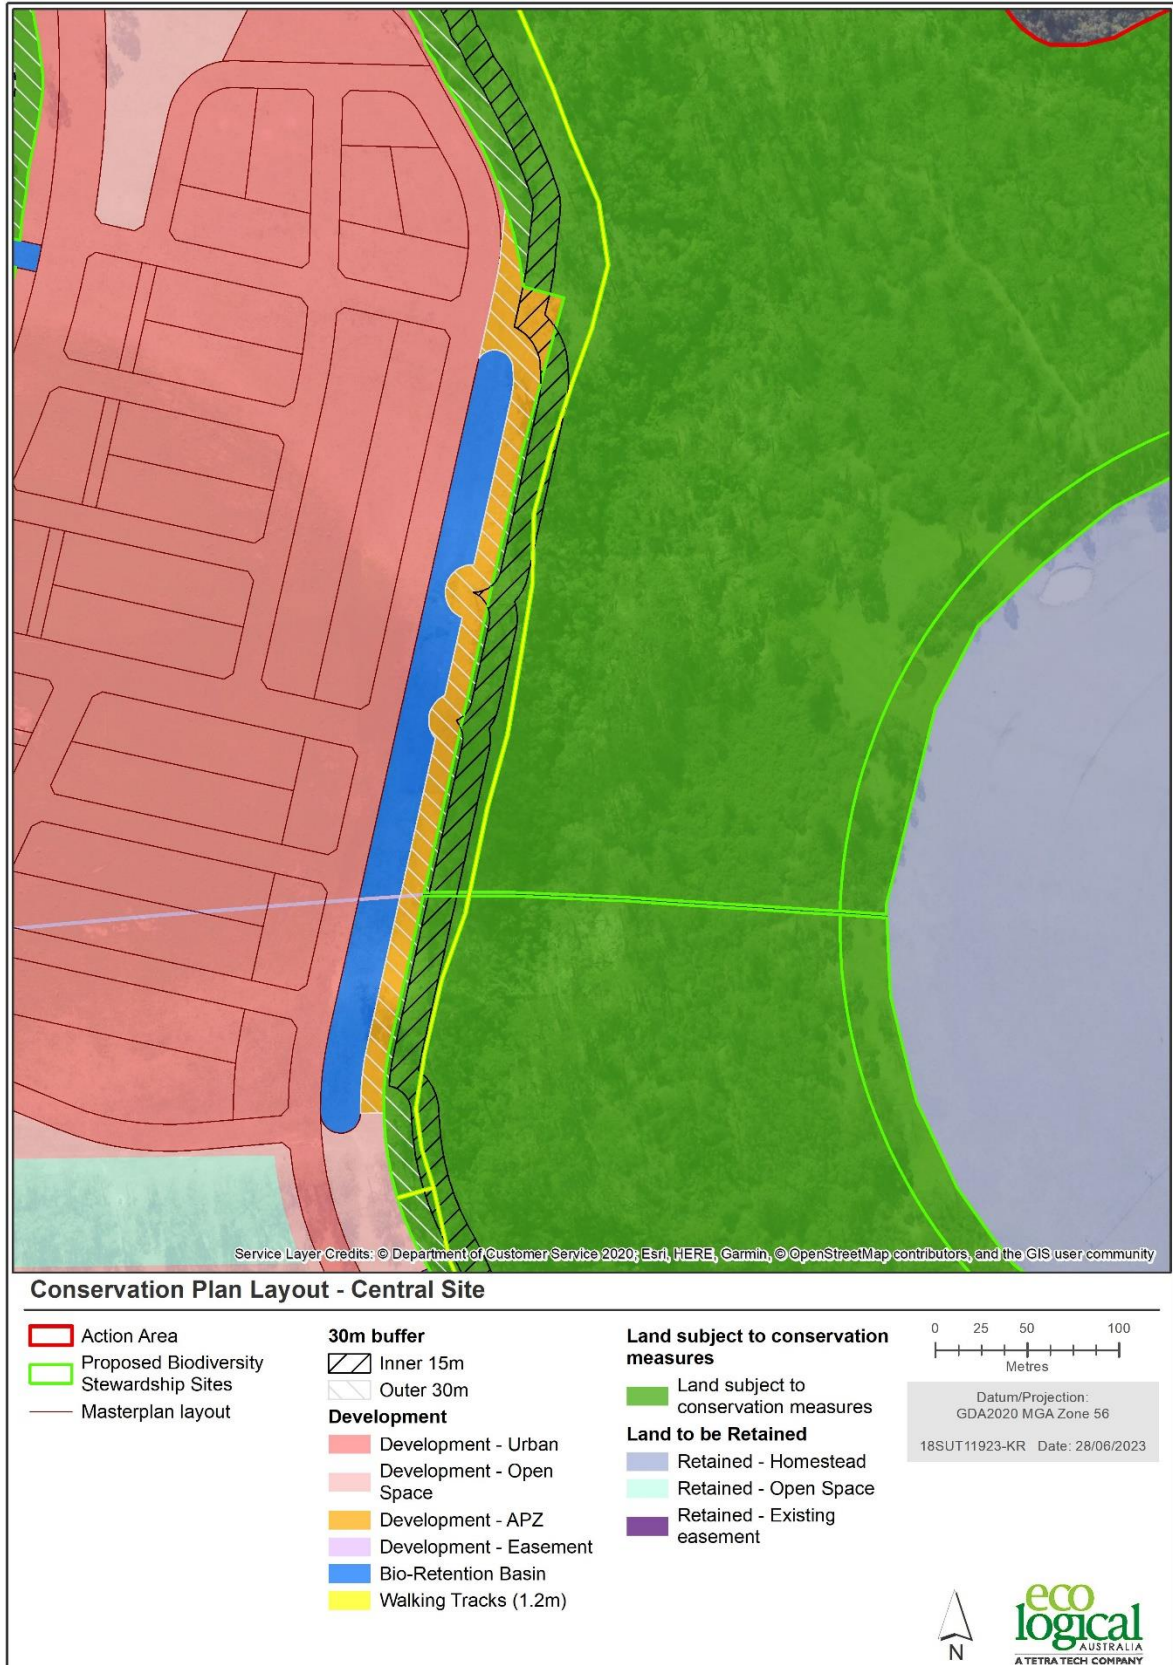 Service Layer Credits: © Department of Customer Service 2020; Esri, HERE, Garmin, © OpenStreetMap contributors, and the GIS user community
Conservation Plan Layout - Central Site
Action Area
Proposed Biodiversity
Stewardship Sites
Masterplan layout
30m buffer
Inner 15m
Outer 30m
Development
Development - Urban
Development - Open
Space
Development - APZ
Development - Easement
Bio-Retention Basin
Walking Tracks (1.2m)
Land subject to conservation
measures
Land subject to
conservation measures
Land to be Retained
Retained - Homestead
Retained - Open Space
Retained - Existing
easement
0 25 50 100
Metres
Datum/Projection:
GDA2020 MGA Zone 56
18SUT11923-KR Date: 28/06/2023
N
eco
logical
AUSTRALIA
A TETRA TECH COMPANY